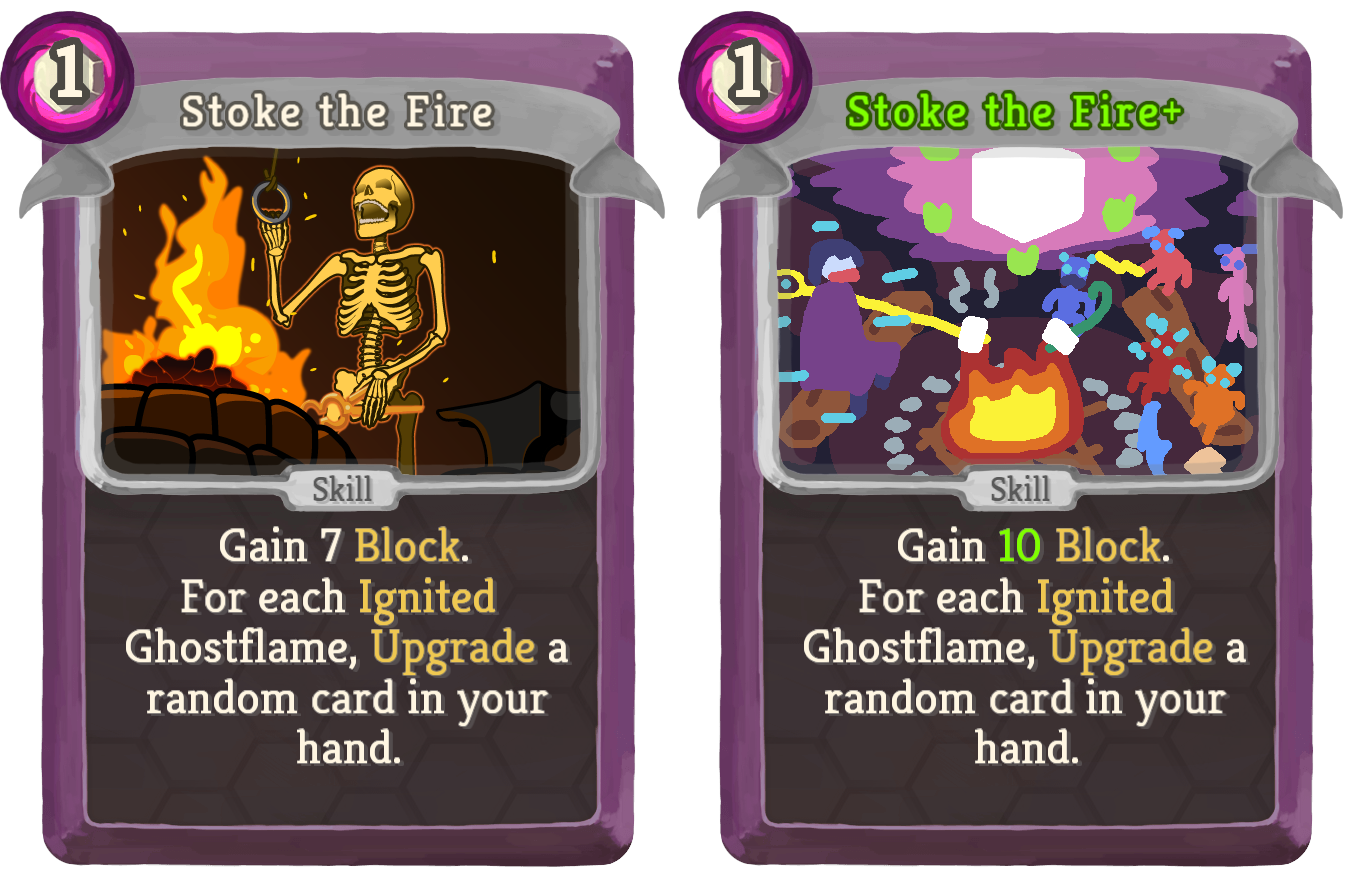 1
Stoke the Fire
Skill
Gain 7 Block.
For each Ignited
Ghostflame, Upgrade a
random card in your
hand.
1
Stoke the Fire+
Skill
Gain 10 Block.
For each Ignited
Ghostflame, Upgrade a
random card in your
hand.